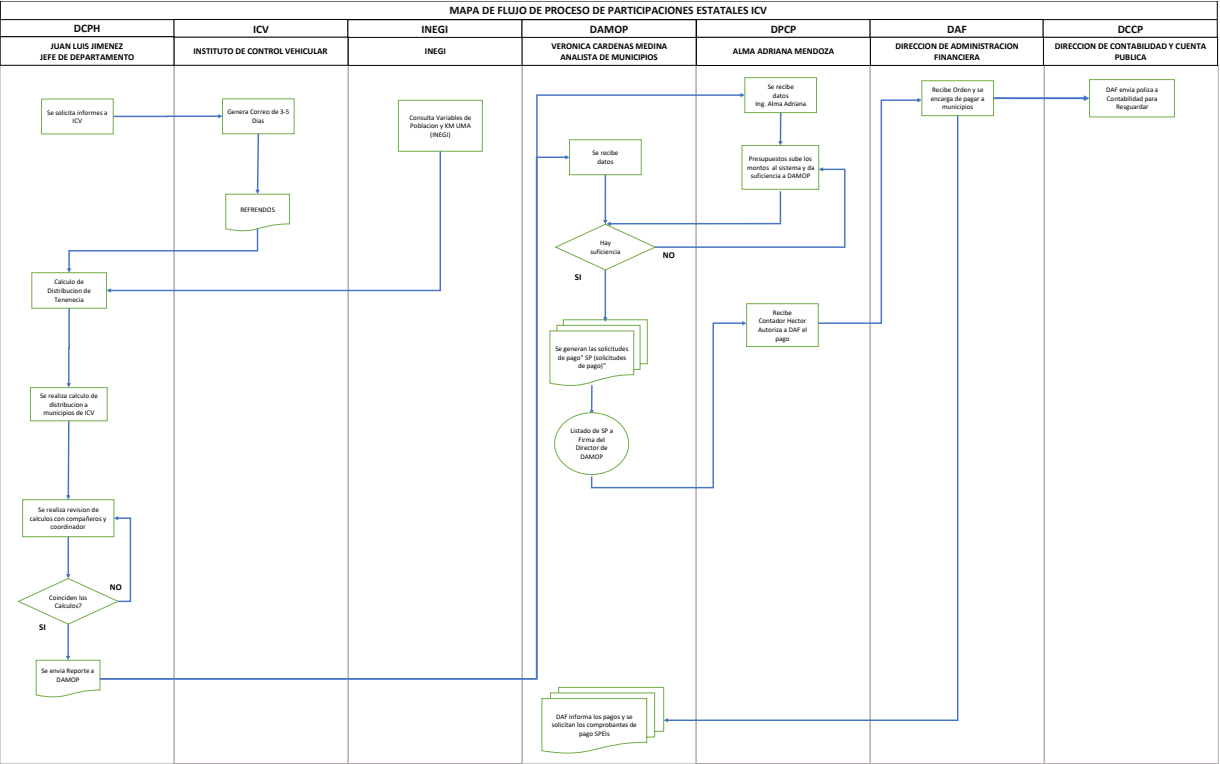 MAPA DE FLUJO DE PROCESO DE PARTICIPACIONES ESTATALES ICV
DCPH
ICV
INEGI
DAMOP
DPCP
DAF
DCCP
JUAN LUIS JIMENEZ
JEFE DE DEPARTAMENTO
INSTITUTO DE CONTROL VEHICULAR
INEGI
VERONICA CARDENAS MEDINA
ANALISTA DE MUNICIPIOS
ALMA ADRIANA MENDOZA
DIRECCION DE ADMINISTRACION
FINANCIERA
DIRECCION DE CONTABILIDAD Y CUENTA
PUBLICA
Se solicita informes a
ICV
Genera Correo de 3-5
Dias
Consulta Variables de
Poblacion y KM UMA
(INEGI)
Se recibe
datos
Se recibe
datos
Ing. Alma Adriana
Recibe Orden y se
encarga de pagar a
municipios
DAF envia poliza a
Contabilidad para
Resguardar
Presupuestos sube los
montos al sistema y da
suficiencia a DAMOP
REFRENDOS
Hay
suficiencia
NO
SI
Calculo de
Distribucion de
Tenenecia
Recibe
Contador Hector
Autoriza a DAF el
pago
Se generan las solicitudes
de pago" SP (solicitudes
de pago)"
Se realiza calculo de
distribucion a
municipios de ICV
Listado de SP a
Firma del
Director de
DAMOP
Se realiza revision de
calculos con compañeros y
coordinador
Coinciden los
Calculos?
NO
SI
Se envia Reporte a
DAMOP
DAF informa los pagos y se
solicitan los comprobantes de
pago SPEIs